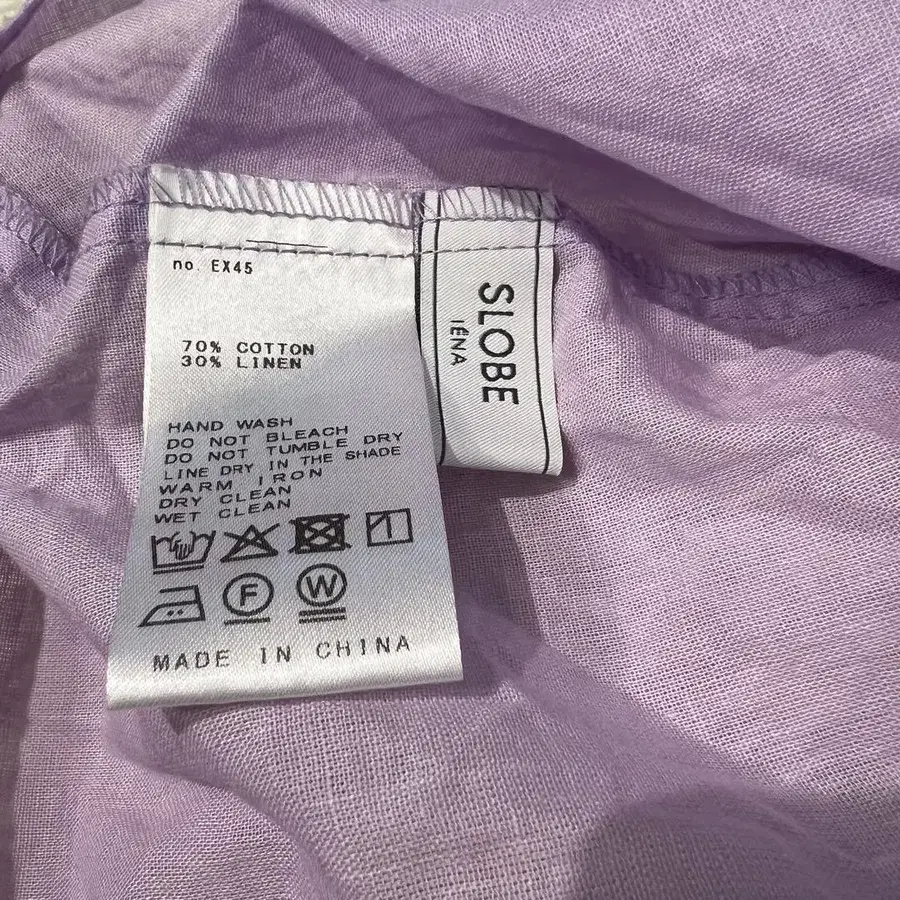 no. EX45
70% COTTON
30% LINEN
HAND WASH
DO NOT BLEACH
DO NOT TUMBLE DRY
LINE DRY IN THE SHADE
WARM IRON
DRY CLEAN
WET CLEAN
F
W
MADE IN CHINA
SLOBE
IÉNA